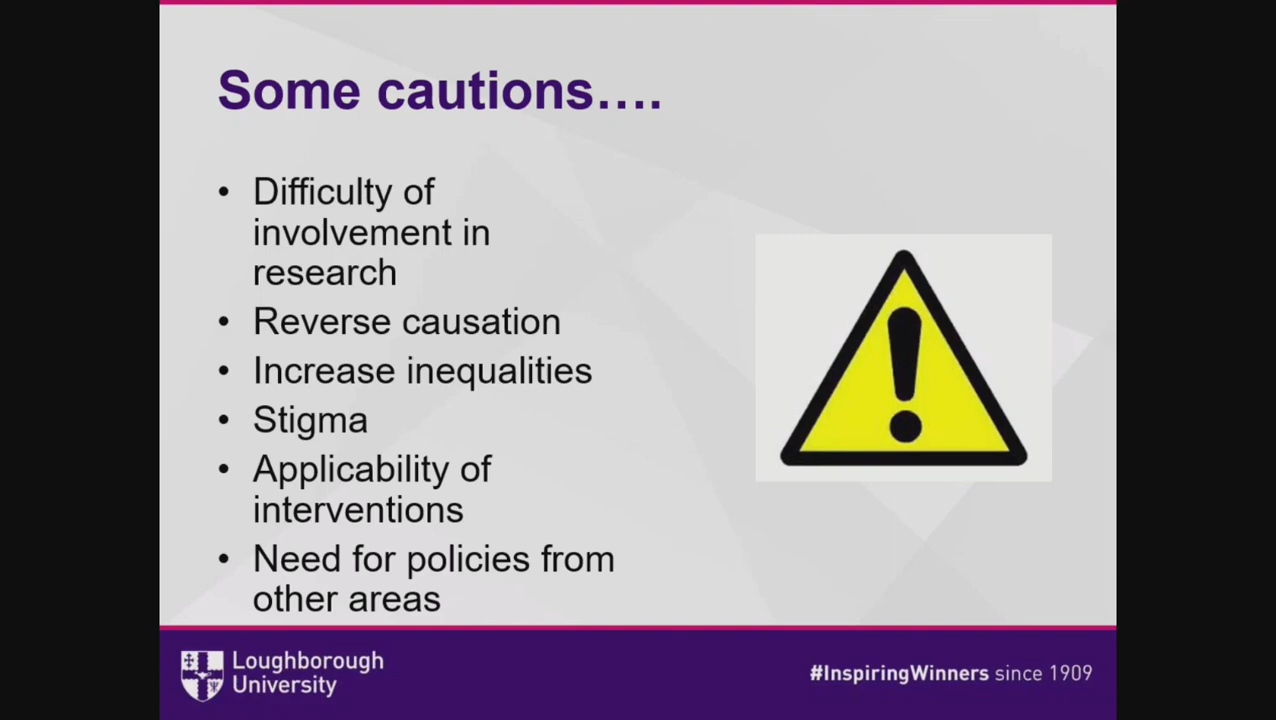 Some cautions….
• Difficulty of
involvement in
research
• Reverse causation
• Increase inequalities
• Stigma
• Applicability of
interventions
• Need for policies from
other areas
Loughborough
University
#InspiringWinners since 1909